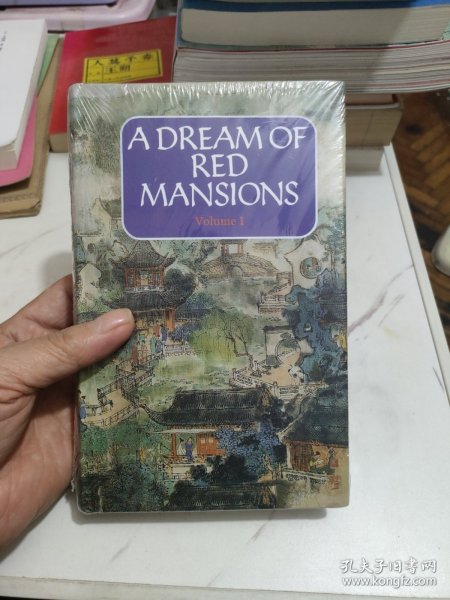 A DREAM OF
RED
MANSIONS
Volume I
孔夫子旧书网
www.kongfz.com